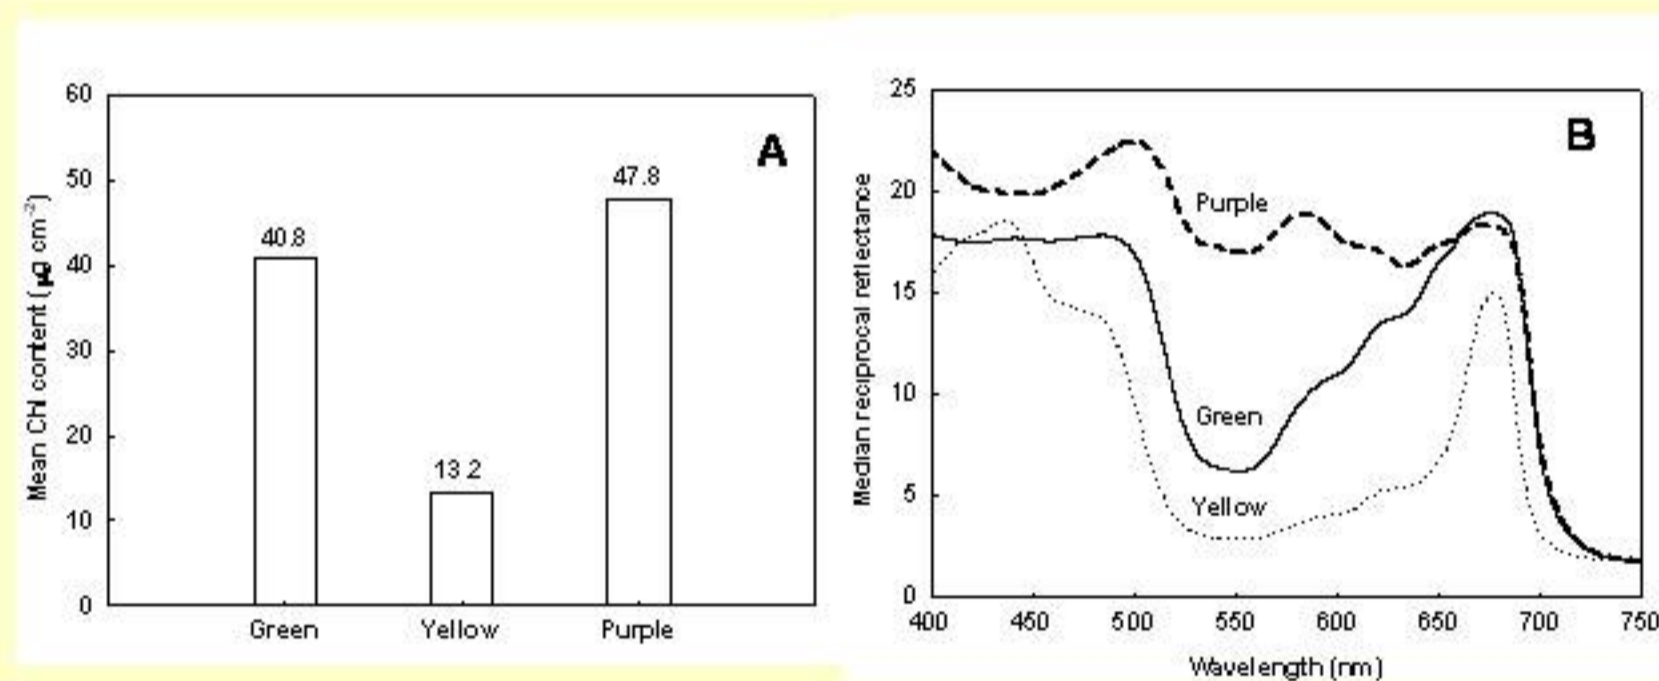 A
Mean Chl content (µg cm⁻²)
60
50
40
30
20
10
0
40.8
13.2
47.8
Green Yellow Purple
B
Median reciprocal reflectance
25
20
15
10
5
0
Purple
Green
Yellow
400 450 500 550 600 650 700 750
Wavelength (nm)